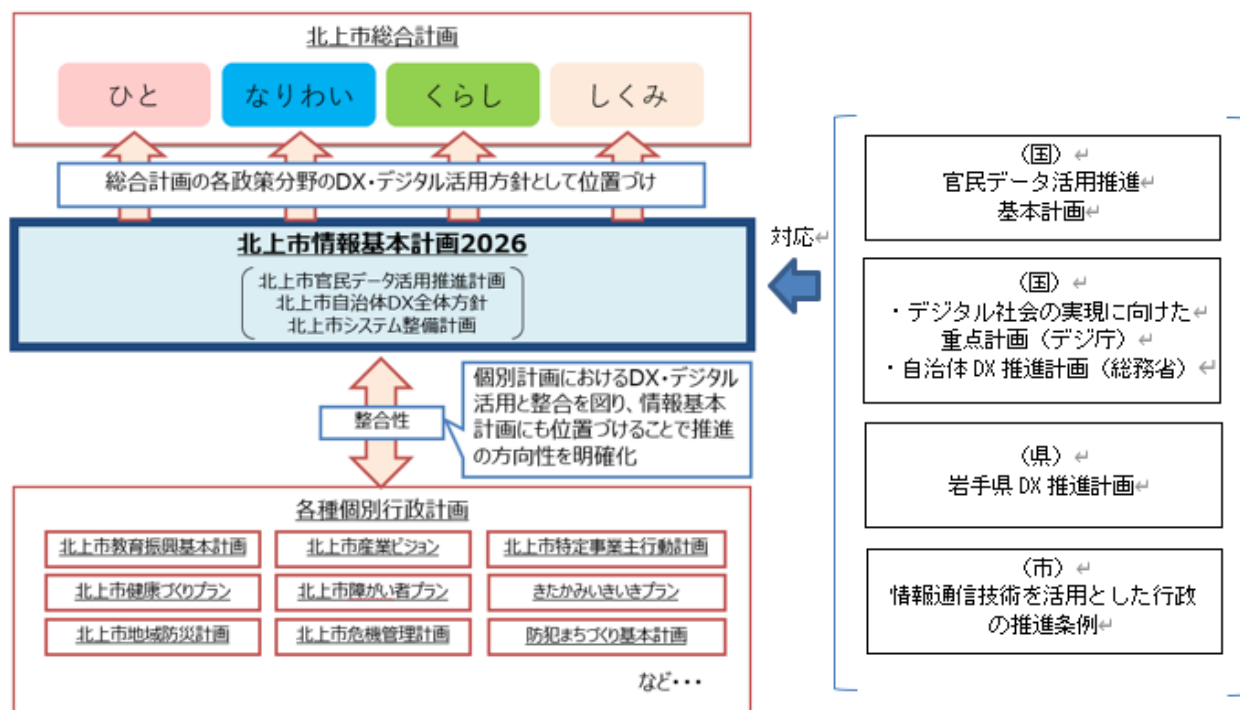 北上市総合計画
ひと
なりわい
くらし
しくみ
総合計画の各政策分野のDX・デジタル活用方針として位置づけ
北上市情報基本計画2026
北上市官民データ活用推進計画
北上市自治体DX全体方針
北上市システム整備計画
整合性
個別計画におけるDX・デジタル
活用と整合を図り、情報基本
計画にも位置づけることで推進
の方向性を明確化
各種個別行政計画
北上市教育振興基本計画
北上市産業ビジョン
北上市特定事業主行動計画
北上市健康づくりプラン
北上市障がい者プラン
きたかみいきいきプラン
北上市地域防災計画
北上市危機管理計画
防犯まちづくり基本計画
など・・・
対応↵
（国）↵
官民データ活用推進↵
基本計画↵
（国）↵
・デジタル社会の実現に向けた↵
重点計画（デジ庁）↵
・自治体DX推進計画（総務省）↵
（県）↵
岩手県DX推進計画↵
（市）↵
情報通信技術を活用とした行政
の推進条例↵